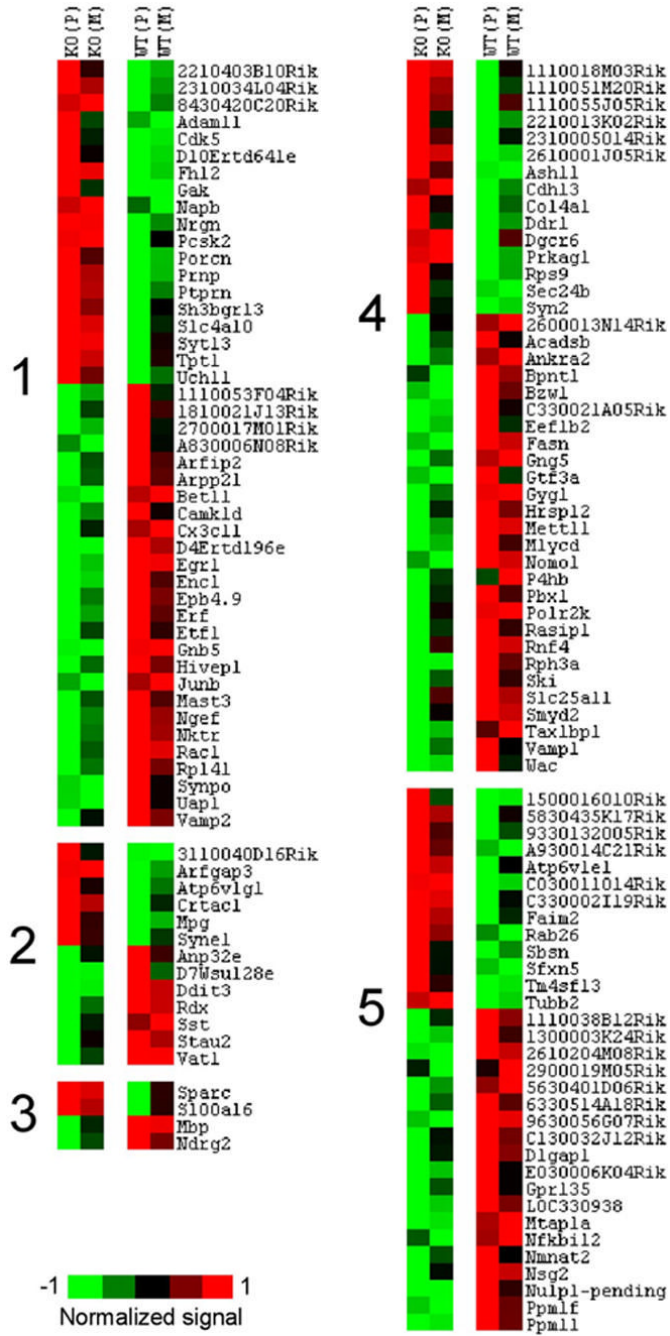 KO(P) KO(M) WT(P) WT(M)
1
2210403B10Rik
2310034L04Rik
8430420C20Rik
Adam11
Cdk5
D10Ertd641e
Fhl2
Gak
Napb
Nrgn
Pcsk2
Porcn
Prnp
Ptprn
Sh3bgrl3
Slc4a10
Syt13
Tpt1
Uchl1
1110053F04Rik
1810021J13Rik
2700017M01Rik
A830006N08Rik
Arfip2
Arpp21
Bet1l
Camk1d
Cx3cl1
D4Ertd196e
Egr1
Enc1
Epb4.9
Erf
Etf1
Gnb5
Hivep1
Junb
Mast3
Ngef
Nktr
Rac1
Rpl41
Synpo
Uap1
Vamp2
2
3110040D16Rik
Arfgap3
Atp6v1g1
Crtac1
Mpg
Syne1
Anp32e
D7Wsu128e
Ddit3
Rdx
Sst
Stau2
Vat1
3
Sparc
S100a16
Mbp
Ndrg2
-1 1
Normalized signal
KO(P) KO(M) WT(P) WT(M)
4
1110018M03Rik
1110051M20Rik
1110055J05Rik
2210013K02Rik
2310005O14Rik
2610001J05Rik
Ash1l
Cdh13
Col4a1
Ddr1
Dgcr6
Prkag1
Rps9
Sec24b
Syn2
2600013N14Rik
Acadsb
Ankra2
Bpnt1
Bzw1
C330021A05Rik
Eef1b2
Fasn
Gng5
Gtf3a
Gyg1
Hrsp12
Mettl1
Mlycd
Nomo1
P4hb
Pbx1
Polr2k
Rasip1
Rnf4
Rph3a
Ski
Slc25a11
Smyd2
Tax1bp1
Vamp1
Wac
5
1500016O10Rik
5830435K17Rik
9330132O05Rik
A930014C21Rik
Atp6v1e1
C030011O14Rik
C330002I19Rik
Faim2
Rab26
Sbsn
Sfxn5
Tm4sf13
Tubb2
1110038B12Rik
1300003K24Rik
2610204M08Rik
2900019M05Rik
5630401D06Rik
6330514A18Rik
9630056G07Rik
C130032J12Rik
Dlgap1
E030006K04Rik
Gpr135
LOC330938
Mtap1a
Nfkbil2
Nmnat2
Nsg2
Nulp1-pending
Ppm1f
Ppm1l